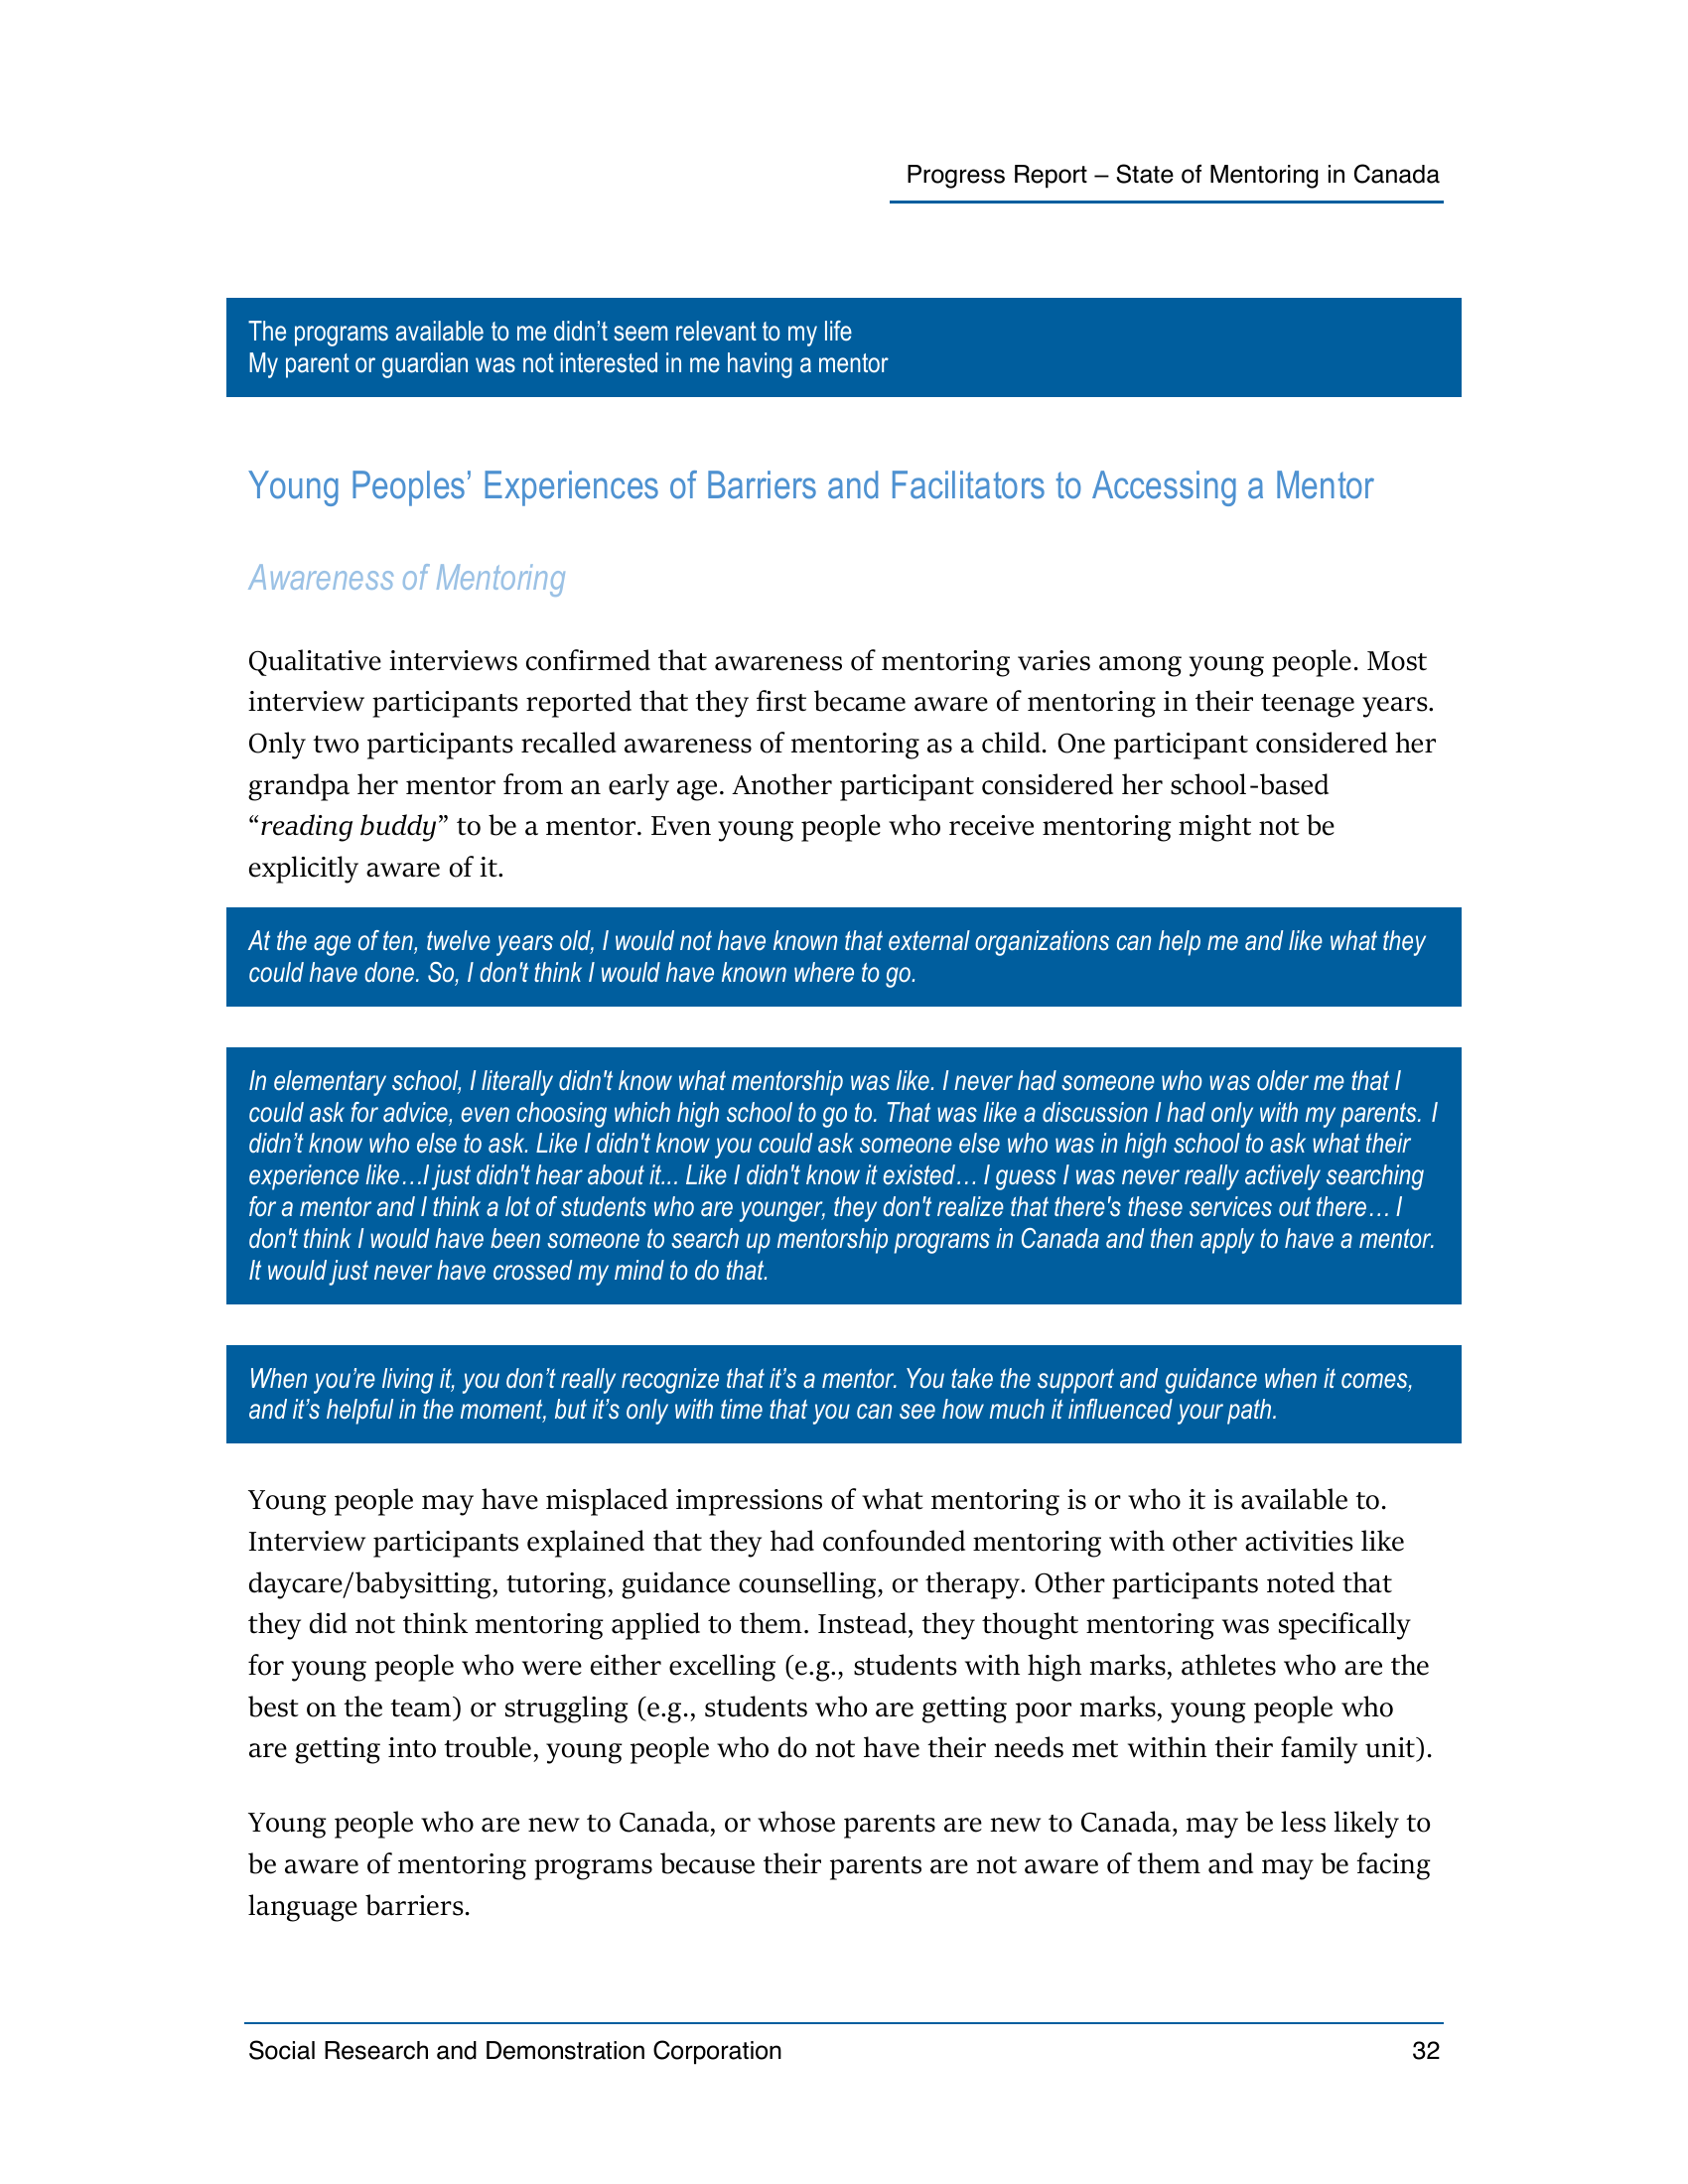 Progress Report – State of Mentoring in Canada
The programs available to me didn’t seem relevant to my life
My parent or guardian was not interested in me having a mentor
Young Peoples’ Experiences of Barriers and Facilitators to Accessing a Mentor
Awareness of Mentoring
Qualitative interviews confirmed that awareness of mentoring varies among young people. Most
interview participants reported that they first became aware of mentoring in their teenage years.
Only two participants recalled awareness of mentoring as a child. One participant considered her
grandpa her mentor from an early age. Another participant considered her school-based
“reading buddy” to be a mentor. Even young people who receive mentoring might not be
explicitly aware of it.
At the age of ten, twelve years old, I would not have known that external organizations can help me and like what they
could have done. So, I don't think I would have known where to go.
In elementary school, I literally didn't know what mentorship was like. I never had someone who was older me that I
could ask for advice, even choosing which high school to go to. That was like a discussion I had only with my parents. I
didn’t know who else to ask. Like I didn't know you could ask someone else who was in high school to ask what their
experience like…I just didn't hear about it... Like I didn't know it existed… I guess I was never really actively searching
for a mentor and I think a lot of students who are younger, they don't realize that there's these services out there… I
don't think I would have been someone to search up mentorship programs in Canada and then apply to have a mentor.
It would just never have crossed my mind to do that.
When you’re living it, you don’t really recognize that it’s a mentor. You take the support and guidance when it comes,
and it’s helpful in the moment, but it’s only with time that you can see how much it influenced your path.
Young people may have misplaced impressions of what mentoring is or who it is available to.
Interview participants explained that they had confounded mentoring with other activities like
daycare/babysitting, tutoring, guidance counselling, or therapy. Other participants noted that
they did not think mentoring applied to them. Instead, they thought mentoring was specifically
for young people who were either excelling (e.g., students with high marks, athletes who are the
best on the team) or struggling (e.g., students who are getting poor marks, young people who
are getting into trouble, young people who do not have their needs met within their family unit).
Young people who are new to Canada, or whose parents are new to Canada, may be less likely to
be aware of mentoring programs because their parents are not aware of them and may be facing
language barriers.
Social Research and Demonstration Corporation 32